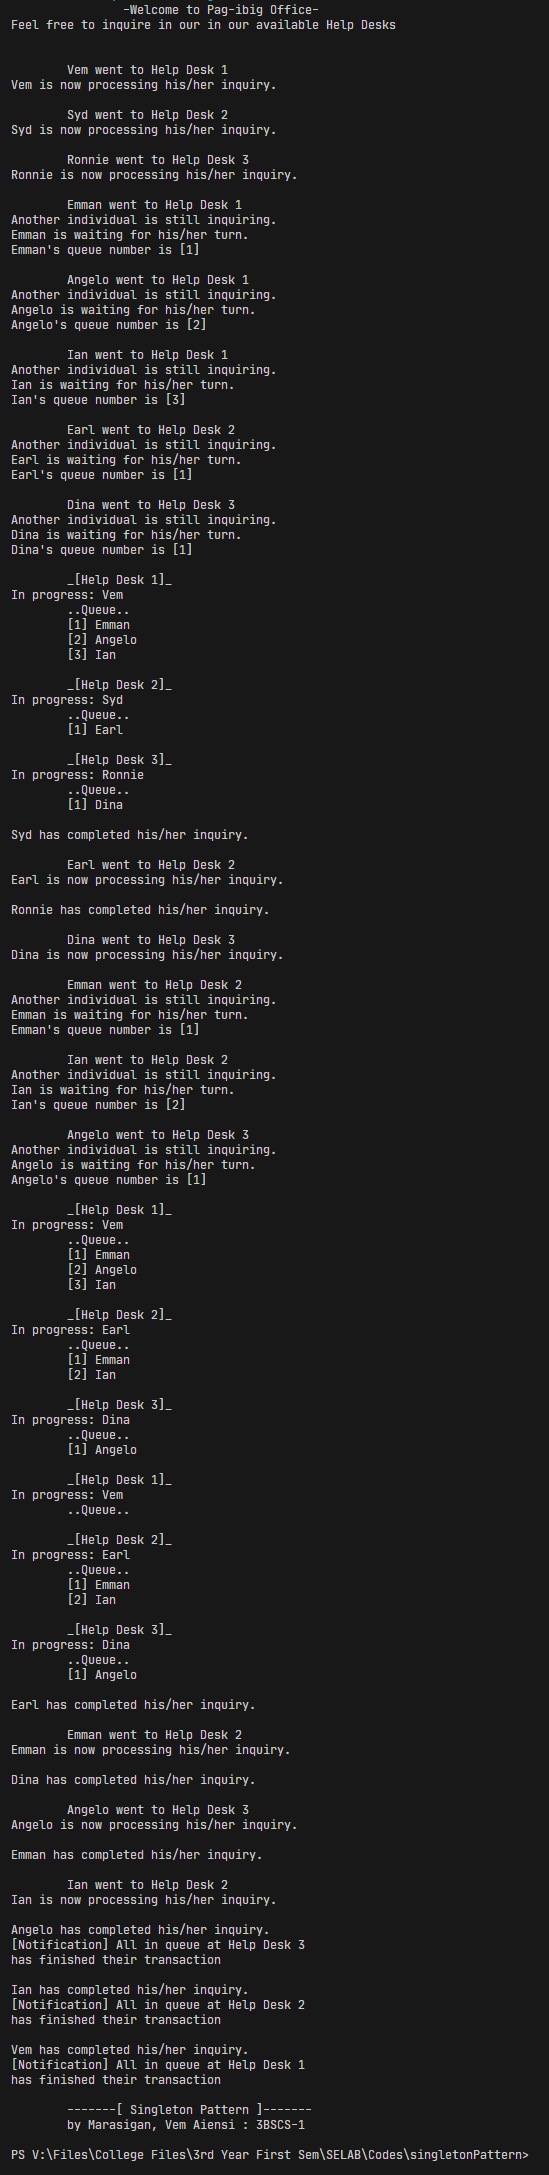 -Welcome to Pag-ibig Office-
Feel free to inquire in our in our available Help Desks
Vem went to Help Desk 1
Vem is now processing his/her inquiry.
Syd went to Help Desk 2
Syd is now processing his/her inquiry.
Ronnie went to Help Desk 3
Ronnie is now processing his/her inquiry.
Emman went to Help Desk 1
Another individual is still inquiring.
Emman is waiting for his/her turn.
Emman's queue number is [1]
Angelo went to Help Desk 1
Another individual is still inquiring.
Angelo is waiting for his/her turn.
Angelo's queue number is [2]
Ian went to Help Desk 1
Another individual is still inquiring.
Ian is waiting for his/her turn.
Ian's queue number is [3]
Earl went to Help Desk 2
Another individual is still inquiring.
Earl is waiting for his/her turn.
Earl's queue number is [1]
Dina went to Help Desk 3
Another individual is still inquiring.
Dina is waiting for his/her turn.
Dina's queue number is [1]
_[Help Desk 1]_
In progress: Vem
..Queue..
[1] Emman
[2] Angelo
[3] Ian
_[Help Desk 2]_
In progress: Syd
..Queue..
[1] Earl
_[Help Desk 3]_
In progress: Ronnie
..Queue..
[1] Dina
Syd has completed his/her inquiry.
Earl went to Help Desk 2
Earl is now processing his/her inquiry.
Ronnie has completed his/her inquiry.
Dina went to Help Desk 3
Dina is now processing his/her inquiry.
Emman went to Help Desk 2
Another individual is still inquiring.
Emman is waiting for his/her turn.
Emman's queue number is [1]
Ian went to Help Desk 2
Another individual is still inquiring.
Ian is waiting for his/her turn.
Ian's queue number is [2]
Angelo went to Help Desk 3
Another individual is still inquiring.
Angelo is waiting for his/her turn.
Angelo's queue number is [1]
_[Help Desk 1]_
In progress: Vem
..Queue..
[1] Emman
[2] Angelo
[3] Ian
_[Help Desk 2]_
In progress: Earl
..Queue..
[1] Emman
[2] Ian
_[Help Desk 3]_
In progress: Dina
..Queue..
[1] Angelo
_[Help Desk 1]_
In progress: Vem
..Queue..
_[Help Desk 2]_
In progress: Earl
..Queue..
[1] Emman
[2] Ian
_[Help Desk 3]_
In progress: Dina
..Queue..
[1] Angelo
Earl has completed his/her inquiry.
Emman went to Help Desk 2
Emman is now processing his/her inquiry.
Dina has completed his/her inquiry.
Angelo went to Help Desk 3
Angelo is now processing his/her inquiry.
Emman has completed his/her inquiry.
Ian went to Help Desk 2
Ian is now processing his/her inquiry.
Angelo has completed his/her inquiry.
[Notification] All in queue at Help Desk 3
has finished their transaction
Ian has completed his/her inquiry.
[Notification] All in queue at Help Desk 2
has finished their transaction
Vem has completed his/her inquiry.
[Notification] All in queue at Help Desk 1
has finished their transaction
-------[ Singleton Pattern ]-------
by Marasigan, Vem Aiensi : 3BSCS-1
PS V:\Files\College Files\3rd Year First Sem\SELAB\Codes\singletonPattern>